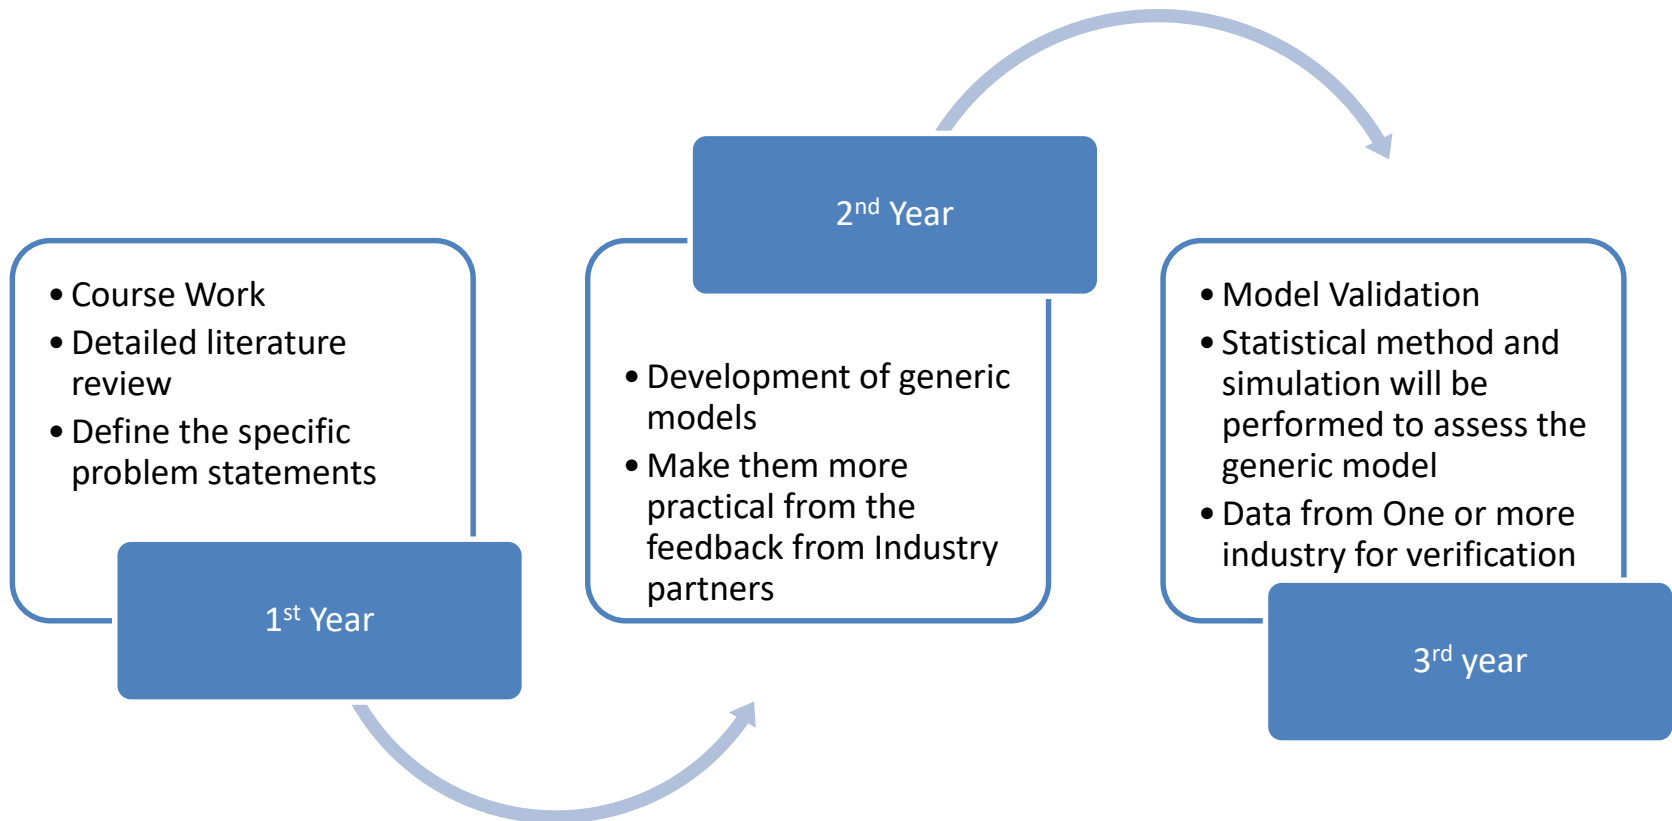 • Course Work
• Detailed literature
review
• Define the specific
problem statements
1st Year
2nd Year
• Development of generic
models
• Make them more
practical from the
feedback from Industry
partners
• Model Validation
• Statistical method and
simulation will be
performed to assess the
generic model
• Data from One or more
industry for verification
3rd year